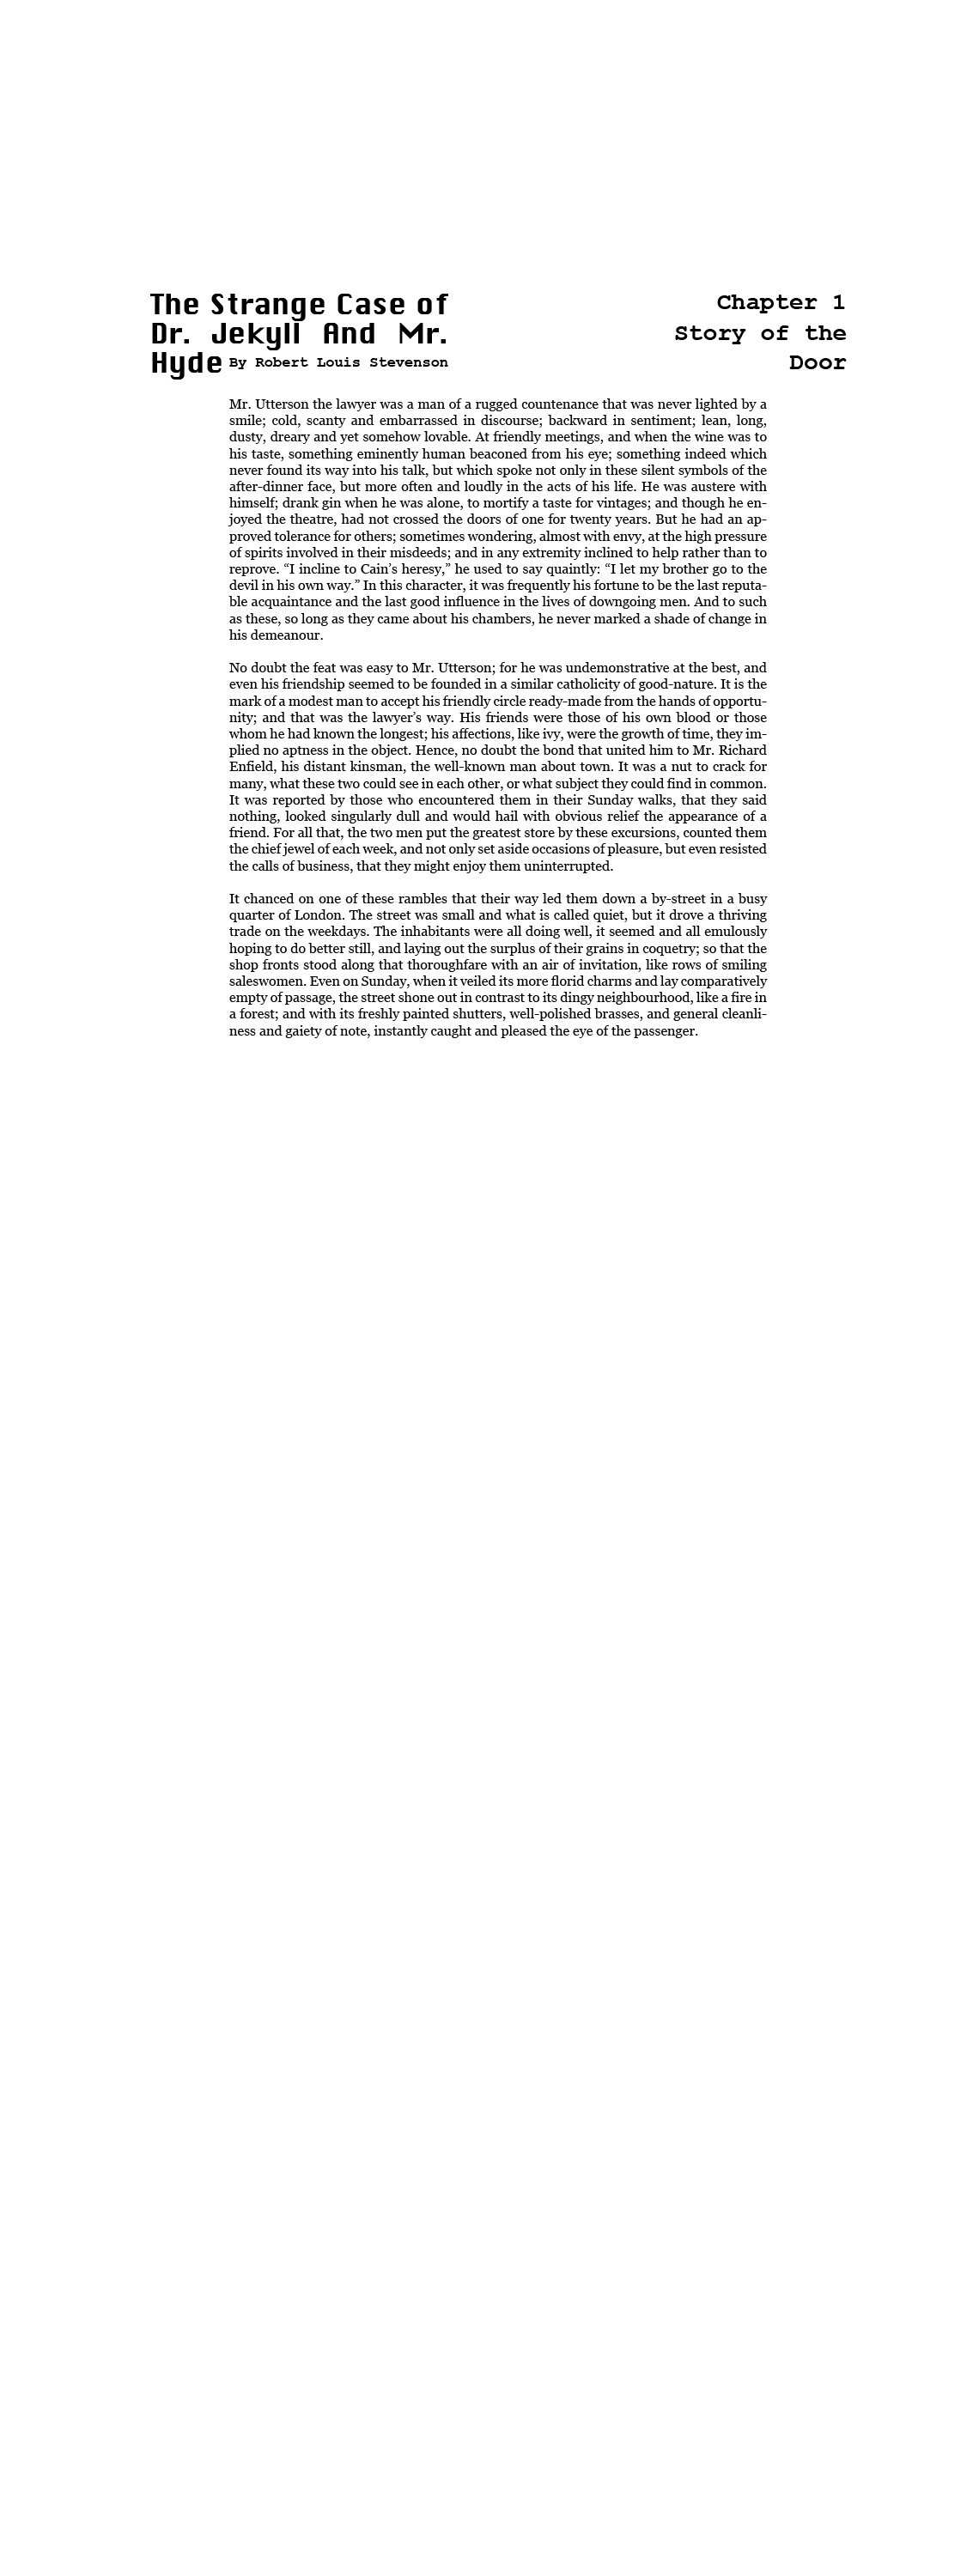 The Strange Case of
Dr. Jekyll And Mr.
Hyde By Robert Louis Stevenson
Chapter 1
Story of the
Door
Mr. Utterson the lawyer was a man of a rugged countenance that was never lighted by a
smile; cold, scanty and embarrassed in discourse; backward in sentiment; lean, long,
dusty, dreary and yet somehow lovable. At friendly meetings, and when the wine was to
his taste, something eminently human beaconed from his eye; something indeed which
never found its way into his talk, but which spoke not only in these silent symbols of the
after-dinner face, but more often and loudly in the acts of his life. He was austere with
himself; drank gin when he was alone, to mortify a taste for vintages; and though he en-
joyed the theatre, had not crossed the doors of one for twenty years. But he had an ap-
proved tolerance for others; sometimes wondering, almost with envy, at the high pressure
of spirits involved in their misdeeds; and in any extremity inclined to help rather than to
reprove. “I incline to Cain’s heresy,” he used to say quaintly: “I let my brother go to the
devil in his own way.” In this character, it was frequently his fortune to be the last reputa-
ble acquaintance and the last good influence in the lives of downgoing men. And to such
as these, so long as they came about his chambers, he never marked a shade of change in
his demeanour.
No doubt the feat was easy to Mr. Utterson; for he was undemonstrative at the best, and
even his friendship seemed to be founded in a similar catholicity of good-nature. It is the
mark of a modest man to accept his friendly circle ready-made from the hands of opportu-
nity; and that was the lawyer’s way. His friends were those of his own blood or those
whom he had known the longest; his affections, like ivy, were the growth of time, they im-
plied no aptness in the object. Hence, no doubt the bond that united him to Mr. Richard
Enfield, his distant kinsman, the well-known man about town. It was a nut to crack for
many, what these two could see in each other, or what subject they could find in common.
It was reported by those who encountered them in their Sunday walks, that they said
nothing, looked singularly dull and would hail with obvious relief the appearance of a
friend. For all that, the two men put the greatest store by these excursions, counted them
the chief jewel of each week, and not only set aside occasions of pleasure, but even resisted
the calls of business, that they might enjoy them uninterrupted.
It chanced on one of these rambles that their way led them down a by-street in a busy
quarter of London. The street was small and what is called quiet, but it drove a thriving
trade on the weekdays. The inhabitants were all doing well, it seemed and all emulously
hoping to do better still, and laying out the surplus of their grains in coquetry; so that the
shop fronts stood along that thoroughfare with an air of invitation, like rows of smiling
saleswomen. Even on Sunday, when it veiled its more florid charms and lay comparatively
empty of passage, the street shone out in contrast to its dingy neighbourhood, like a fire in
a forest; and with its freshly painted shutters, well-polished brasses, and general cleanli-
ness and gaiety of note, instantly caught and pleased the eye of the passenger.